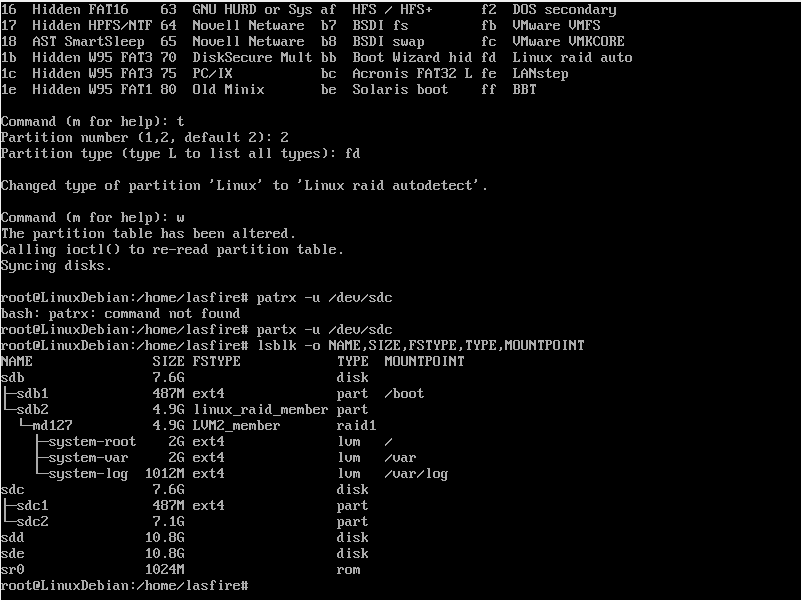 16  Hidden FAT16    63  GNU HURD or Sys af  HFS / HFS+      f2  DOS secondary
17  Hidden HPFS/NTF 64  Novell Netware  b7  BSDI fs         fb  VMware VMFS
18  AST SmartSleep  65  Novell Netware  b8  BSDI swap       fc  VMware VMKCORE
1b  Hidden W95 FAT3 70  DiskSecure Mult bb  Boot Wizard hid fd  Linux raid auto
1c  Hidden W95 FAT3 75  PC/IX           bc  Acronis FAT32 L fe  LANstep
1e  Hidden W95 FAT1 80  Old Minix       be  Solaris boot    ff  BBT
Command (m for help): t
Partition number (1,2, default 2): 2
Partition type (type L to list all types): fd
Changed type of partition 'Linux' to 'Linux raid autodetect'.
Command (m for help): w
The partition table has been altered.
Calling ioctl() to re-read partition table.
Syncing disks.
root@LinuxDebian:/home/lasfire# patrx -u /dev/sdc
bash: patrx: command not found
root@LinuxDebian:/home/lasfire# partx -u /dev/sdc
root@LinuxDebian:/home/lasfire# lsblk -o NAME,SIZE,FSTYPE,TYPE,MOUNTPOINT
NAME               SIZE FSTYPE            TYPE  MOUNTPOINT
sdb                7.6G                   disk
├─sdb1             487M ext4              part  /boot
└─sdb2             4.9G linux_raid_member part
  └─md127          4.9G LVM2_member       raid1
    ├─system-root    2G ext4              lvm   /
    ├─system-var     2G ext4              lvm   /var
    └─system-log  1012M ext4              lvm   /var/log
sdc                7.6G                   disk
├─sdc1             487M ext4              part
└─sdc2             7.1G                   part
sdd               10.8G                   disk
sde               10.8G                   disk
sr0               1024M                   rom
root@LinuxDebian:/home/lasfire#